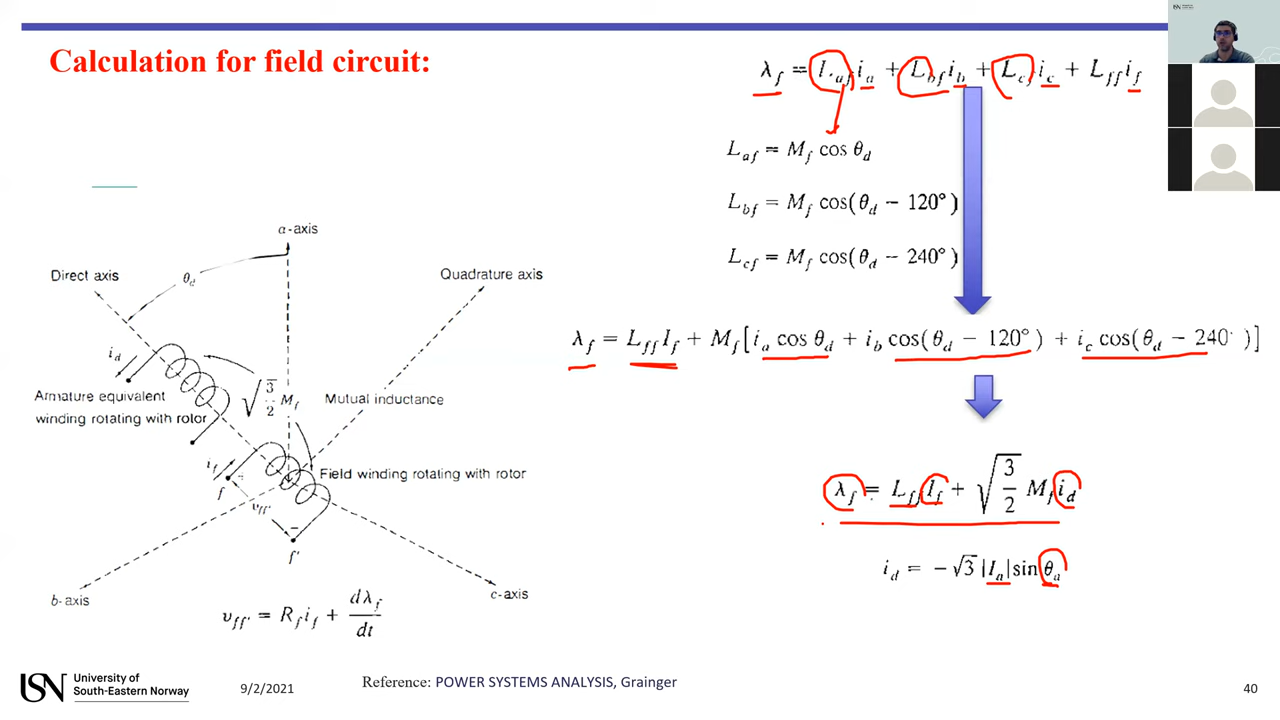 Calculation for field circuit:
λf = Laf ia + Lbf ib + Lcf ic + Lff if
Laf = Mf cos θd
Lbf = Mf cos(θd − 120°)
Lcf = Mf cos(θd − 240°)
λf = Lff If + Mf[ia cos θd + ib cos(θd − 120°) + ic cos(θd − 240°)]
λf = Lff If + √(3/2) Mf id
id = −√3 |Ia| sin θa
a-axis
Direct axis
θd
Quadrature axis
id
Armature equivalent
winding rotating with rotor
√(3/2) Mf
Mutual inductance
if
Field winding rotating with rotor
f
vff'
f'
b-axis
c-axis
vff' = Rf if + dλf/dt
USN University of
South-Eastern Norway
9/2/2021
Reference: POWER SYSTEMS ANALYSIS, Grainger
40
USN